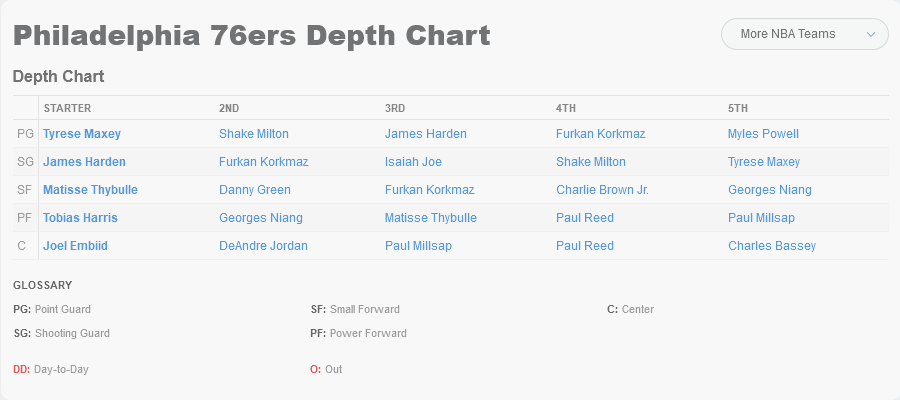 Philadelphia 76ers Depth Chart
More NBA Teams
Depth Chart
STARTER 2ND 3RD 4TH 5TH
PG Tyrese Maxey Shake Milton James Harden Furkan Korkmaz Myles Powell
SG James Harden Furkan Korkmaz Isaiah Joe Shake Milton Tyrese Maxey
SF Matisse Thybulle Danny Green Furkan Korkmaz Charlie Brown Jr. Georges Niang
PF Tobias Harris Georges Niang Matisse Thybulle Paul Reed Paul Millsap
C Joel Embiid DeAndre Jordan Paul Millsap Paul Reed Charles Bassey
GLOSSARY
PG: Point Guard SF: Small Forward C: Center
SG: Shooting Guard PF: Power Forward
DD: Day-to-Day O: Out